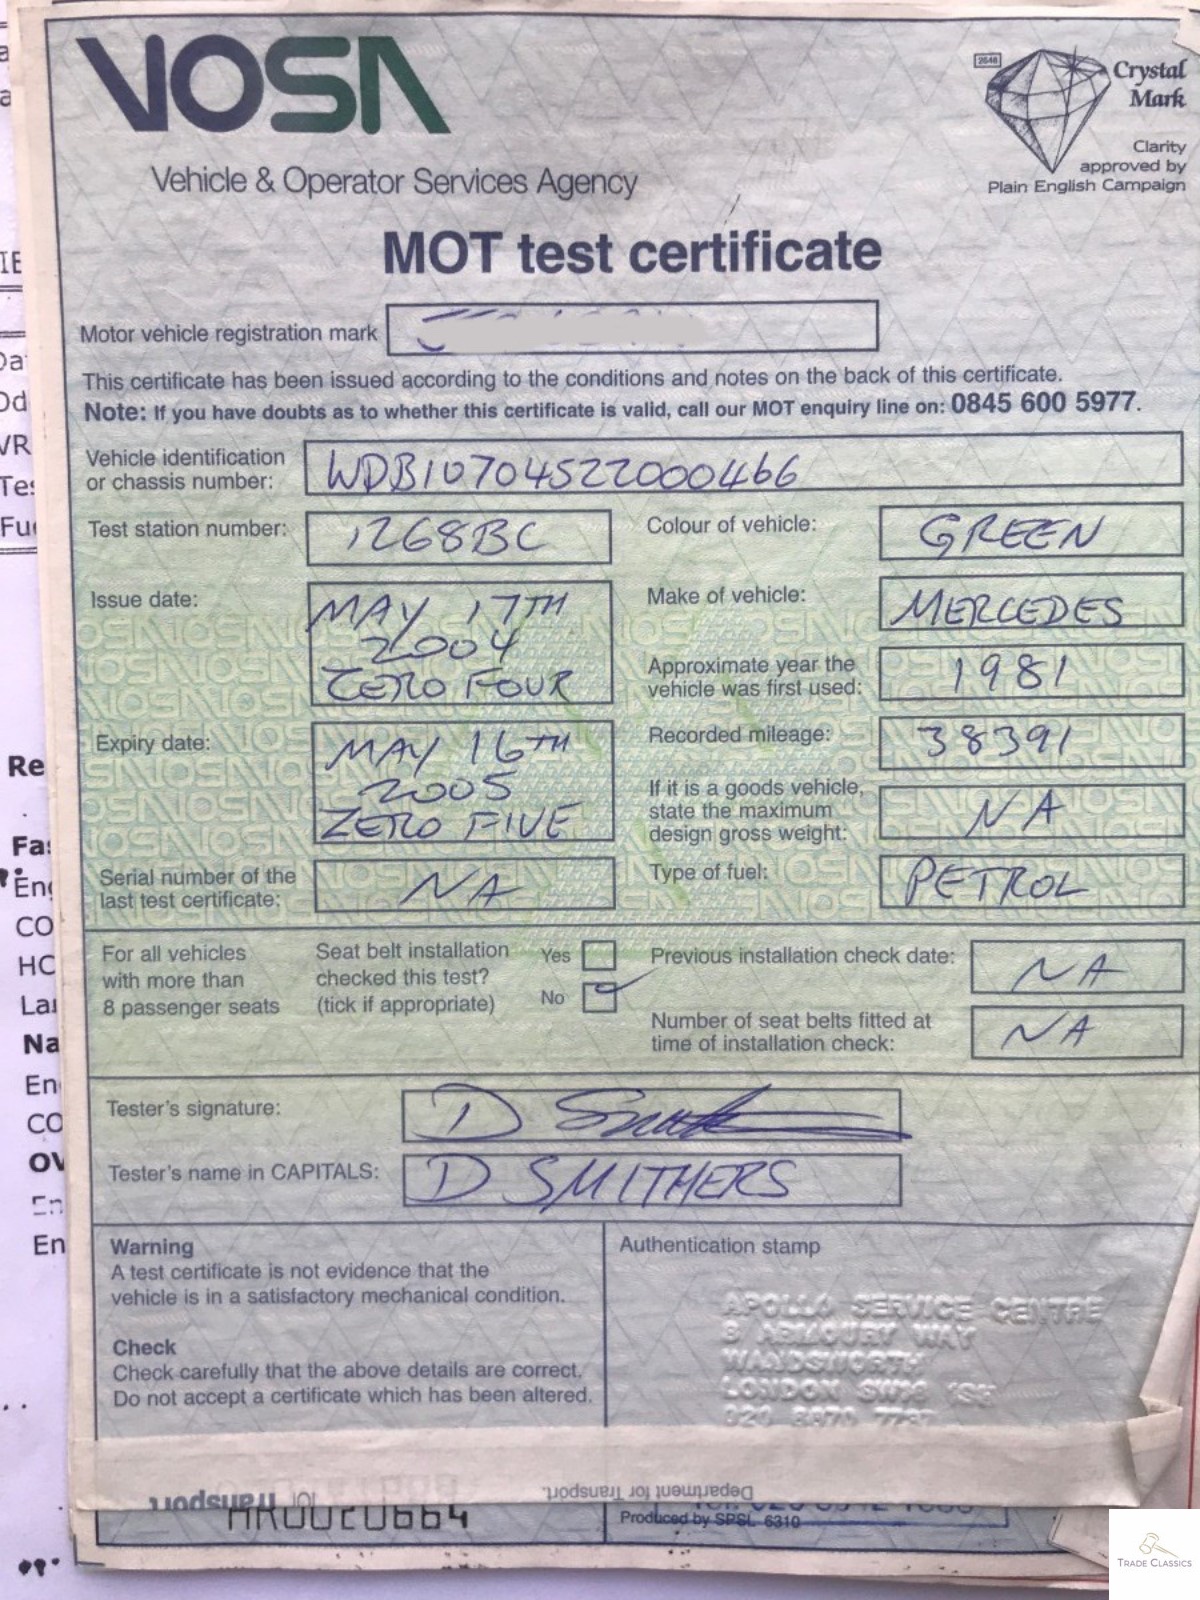 VOSA
Vehicle & Operator Services Agency
2648
Crystal
Mark
Clarity
approved by
Plain English Campaign
MOT test certificate
Motor vehicle registration mark
This certificate has been issued according to the conditions and notes on the back of this certificate.
Note: If you have doubts as to whether this certificate is valid, call our MOT enquiry line on: 0845 600 5977.
Vehicle identification
or chassis number:
WDB10704522000466
Test station number:
1268BC
Colour of vehicle:
GREEN
Issue date:
MAY 17TH
2004
ZERO FOUR
Make of vehicle:
MERCEDES
Approximate year the
vehicle was first used:
1981
Expiry date:
MAY 16TH
2005
ZERO FIVE
Recorded mileage:
38391
If it is a goods vehicle,
state the maximum
design gross weight:
NA
Serial number of the
last test certificate:
NA
Type of fuel:
PETROL
For all vehicles
with more than
8 passenger seats
Seat belt installation
checked this test?
(tick if appropriate)
Yes
No
Previous installation check date:
NA
Number of seat belts fitted at
time of installation check:
NA
Tester's signature:
Tester's name in CAPITALS:
D SMITHERS
Warning
A test certificate is not evidence that the
vehicle is in a satisfactory mechanical condition.
Check
Check carefully that the above details are correct.
Do not accept a certificate which has been altered.
Authentication stamp
APOLLO SERVICE CENTRE
8 ARMOURY WAY
WANDSWORTH
LONDON SW18
020
Department for Transport
for Transport
Produced by SPSL 6310
TRADE CLASSICS